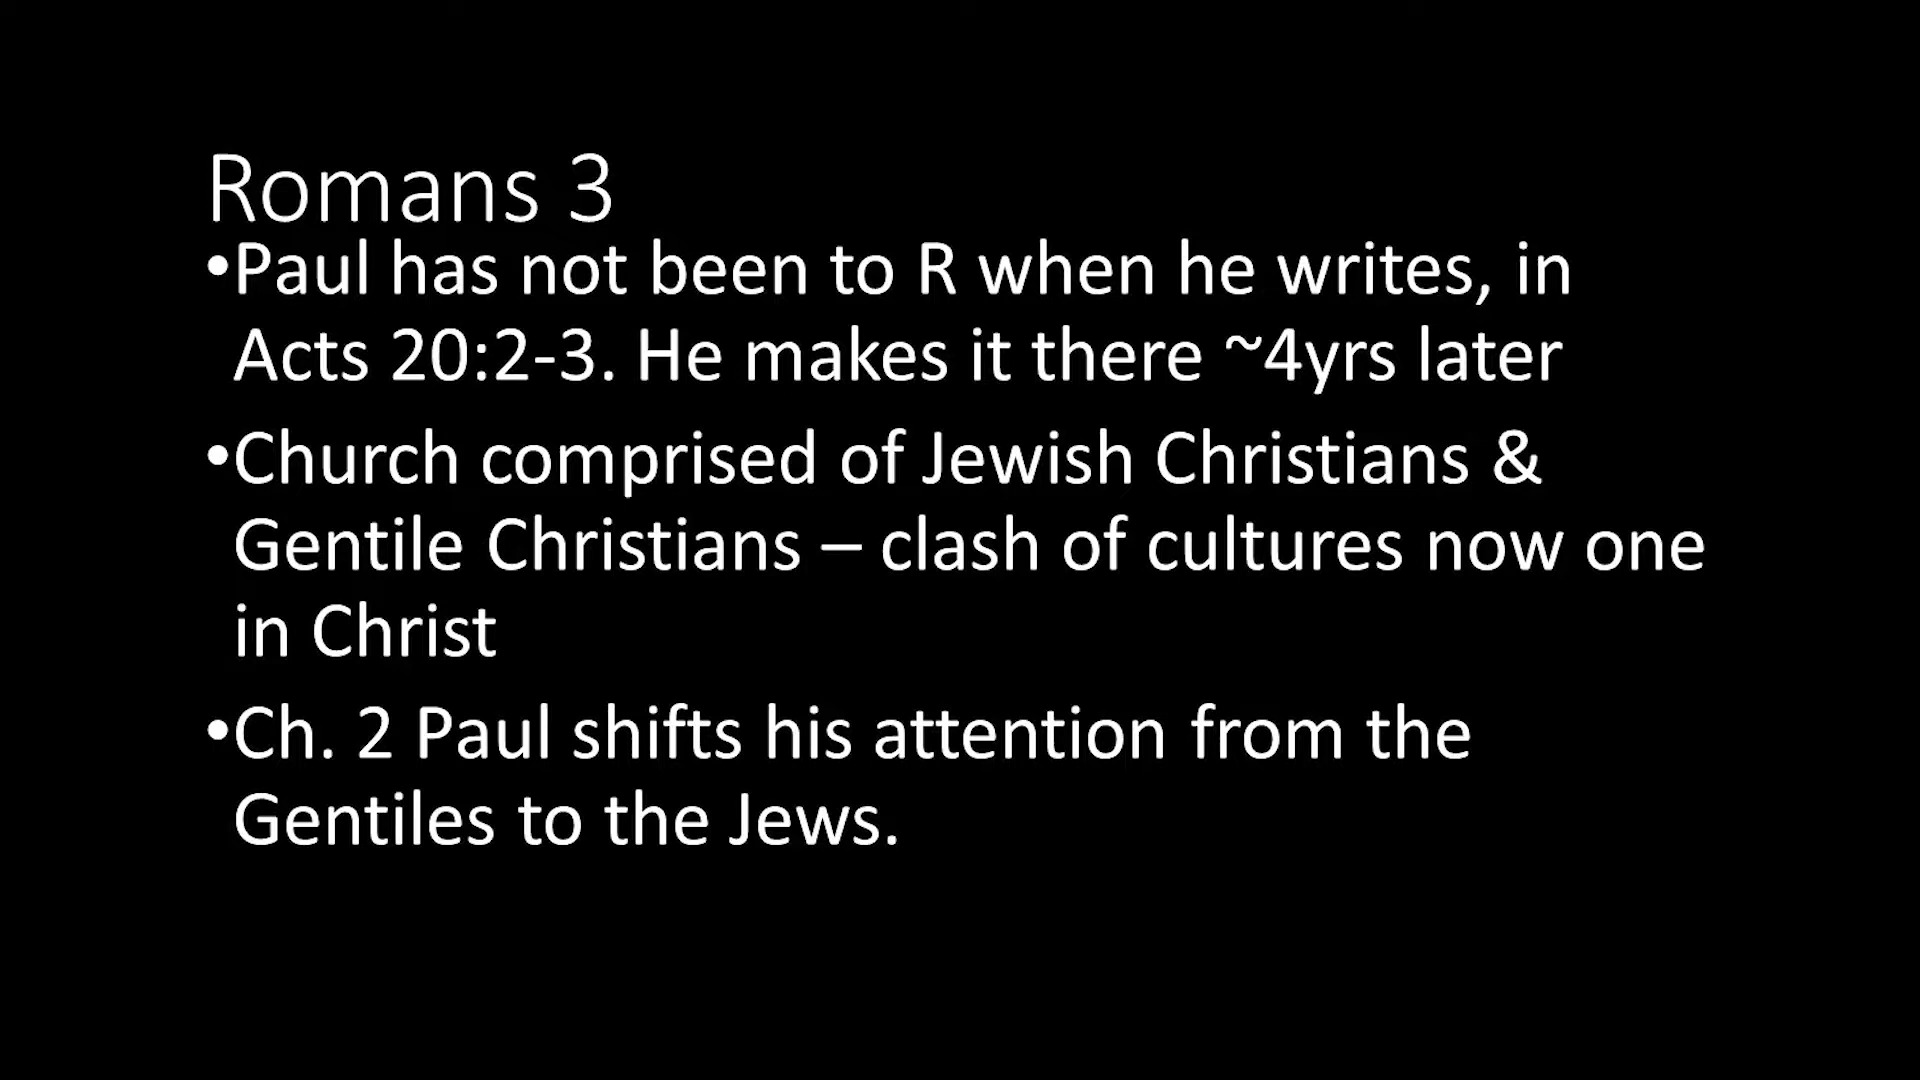 Romans 3
•Paul has not been to R when he writes, in
Acts 20:2-3. He makes it there ~4yrs later
•Church comprised of Jewish Christians &
Gentile Christians – clash of cultures now one
in Christ
•Ch. 2 Paul shifts his attention from the
Gentiles to the Jews.